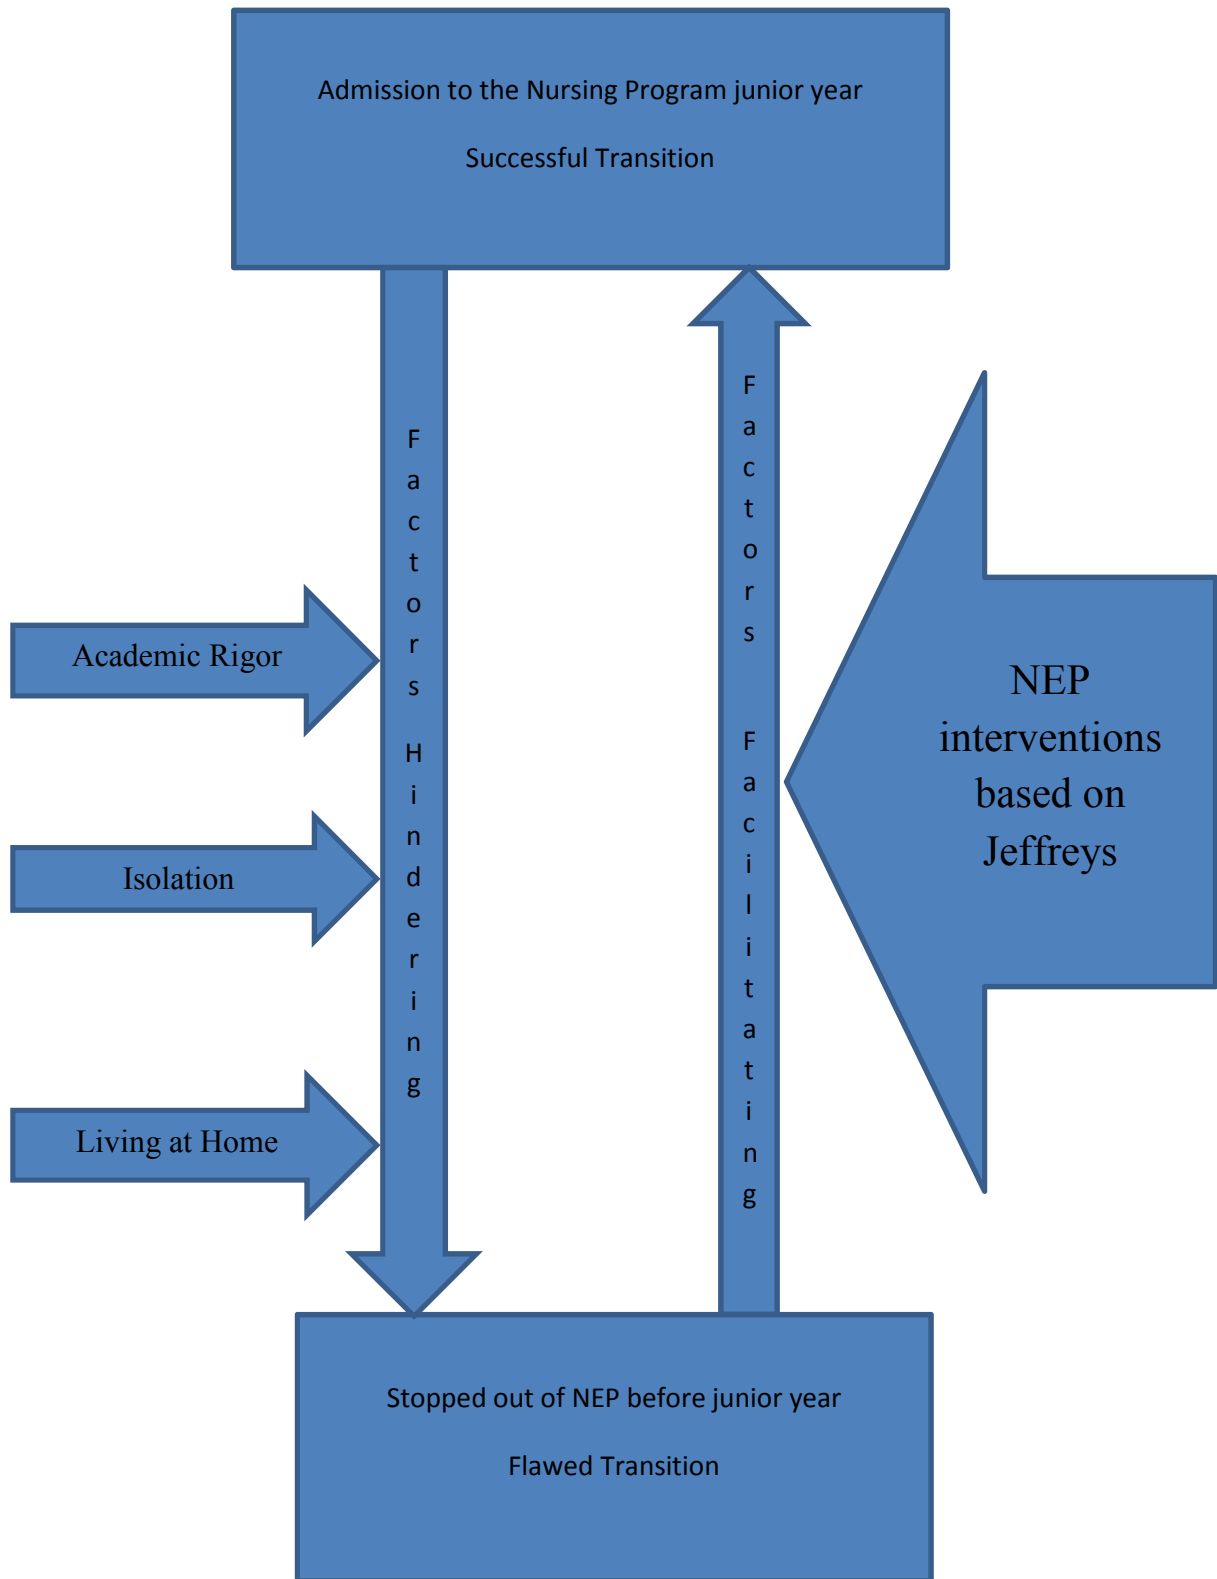 Admission to the Nursing Program junior year
Successful Transition
Factors Hindering
Factors Facilitating
Academic Rigor
Isolation
Living at Home
NEP
interventions
based on
Jeffreys
Stopped out of NEP before junior year
Flawed Transition